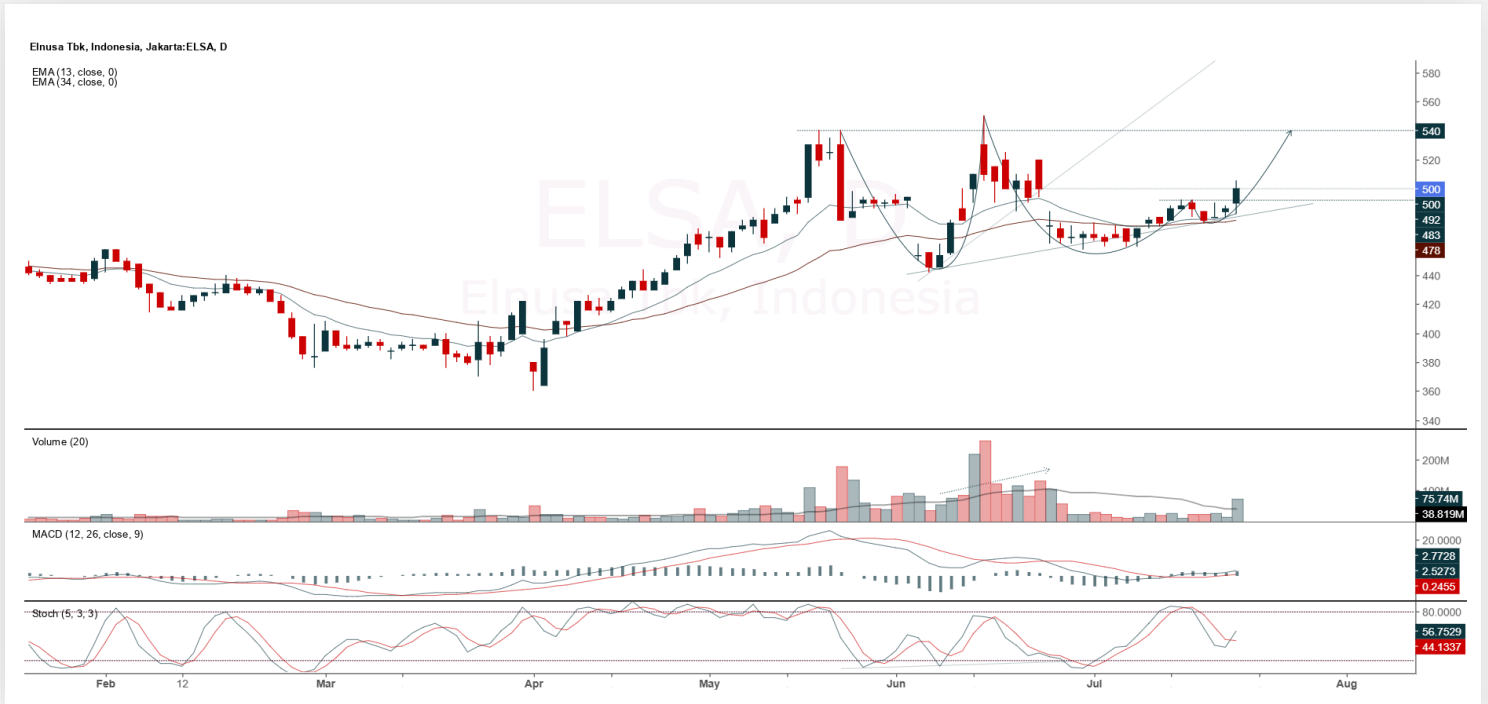 Elnusa Tbk, Indonesia, Jakarta:ELSA, D
EMA (13, close, 0)
EMA (34, close, 0)
ELSA, D
Elnusa Tbk, Indonesia
580
560
540
520
500
500
492
483
478
440
420
400
380
360
340
Volume (20)
200M
100M
75.74M
38.819M
MACD (12, 26, close, 9)
20.0000
2.7728
2.5273
0.2455
Stoch (5, 3, 3)
80.0000
56.7529
44.1337
Feb 12 Mar Apr May Jun Jul Aug